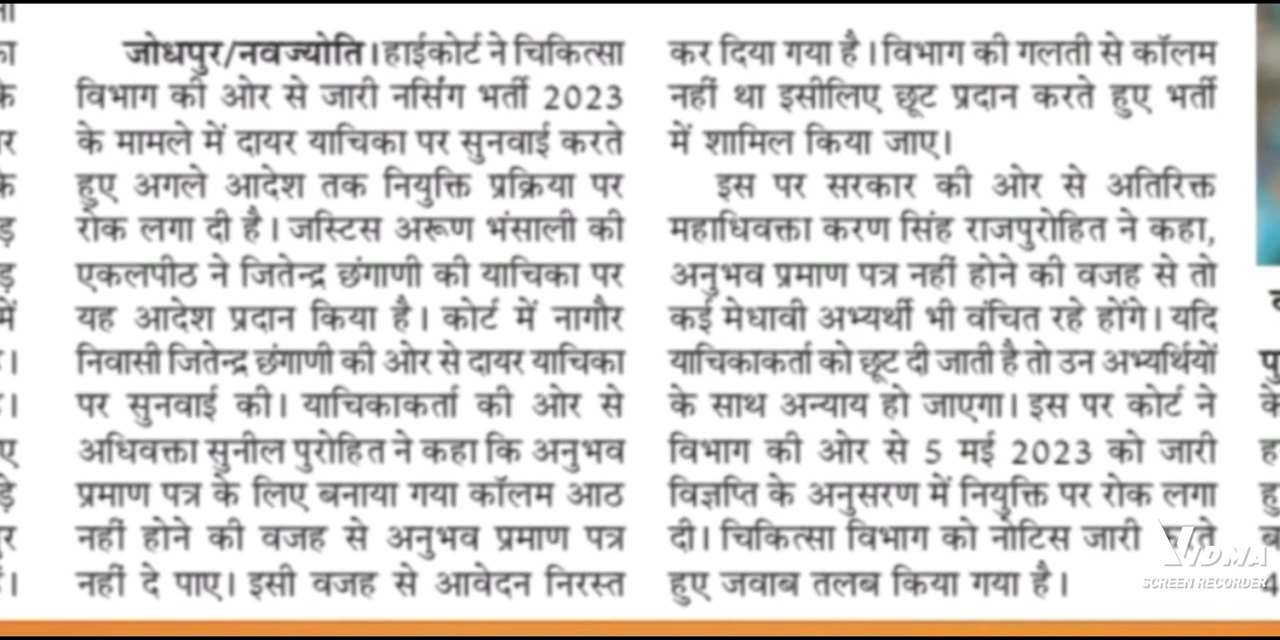 जोधपुर/नवज्योति। हाईकोर्ट ने चिकित्सा
विभाग की ओर से जारी नर्सिंग भर्ती 2023
के मामले में दायर याचिका पर सुनवाई करते
हुए अगले आदेश तक नियुक्ति प्रक्रिया पर
रोक लगा दी है। जस्टिस अरूण भंसाली की
एकलपीठ ने जितेन्द्र छंगाणी की याचिका पर
यह आदेश प्रदान किया है। कोर्ट में नागौर
निवासी जितेन्द्र छंगाणी की ओर से दायर याचिका
पर सुनवाई की। याचिकाकर्ता की ओर से
अधिवक्ता सुनील पुरोहित ने कहा कि अनुभव
प्रमाण पत्र के लिए बनाया गया कॉलम आठ
नहीं होने की वजह से अनुभव प्रमाण पत्र
नहीं दे पाए। इसी वजह से आवेदन निरस्त
कर दिया गया है। विभाग की गलती से कॉलम
नहीं था इसीलिए छूट प्रदान करते हुए भर्ती
में शामिल किया जाए।
इस पर सरकार की ओर से अतिरिक्त
महाधिवक्ता करण सिंह राजपुरोहित ने कहा,
अनुभव प्रमाण पत्र नहीं होने की वजह से तो
कई मेधावी अभ्यर्थी भी वंचित रहे होंगे। यदि
याचिकाकर्ता को छूट दी जाती है तो उन अभ्यर्थियों
के साथ अन्याय हो जाएगा। इस पर कोर्ट ने
विभाग की ओर से 5 मई 2023 को जारी
विज्ञप्ति के अनुसरण में नियुक्ति पर रोक लगा
दी। चिकित्सा विभाग को नोटिस जारी
हुए जवाब तलब किया गया है।
VIDMA
SCREEN RECORDER